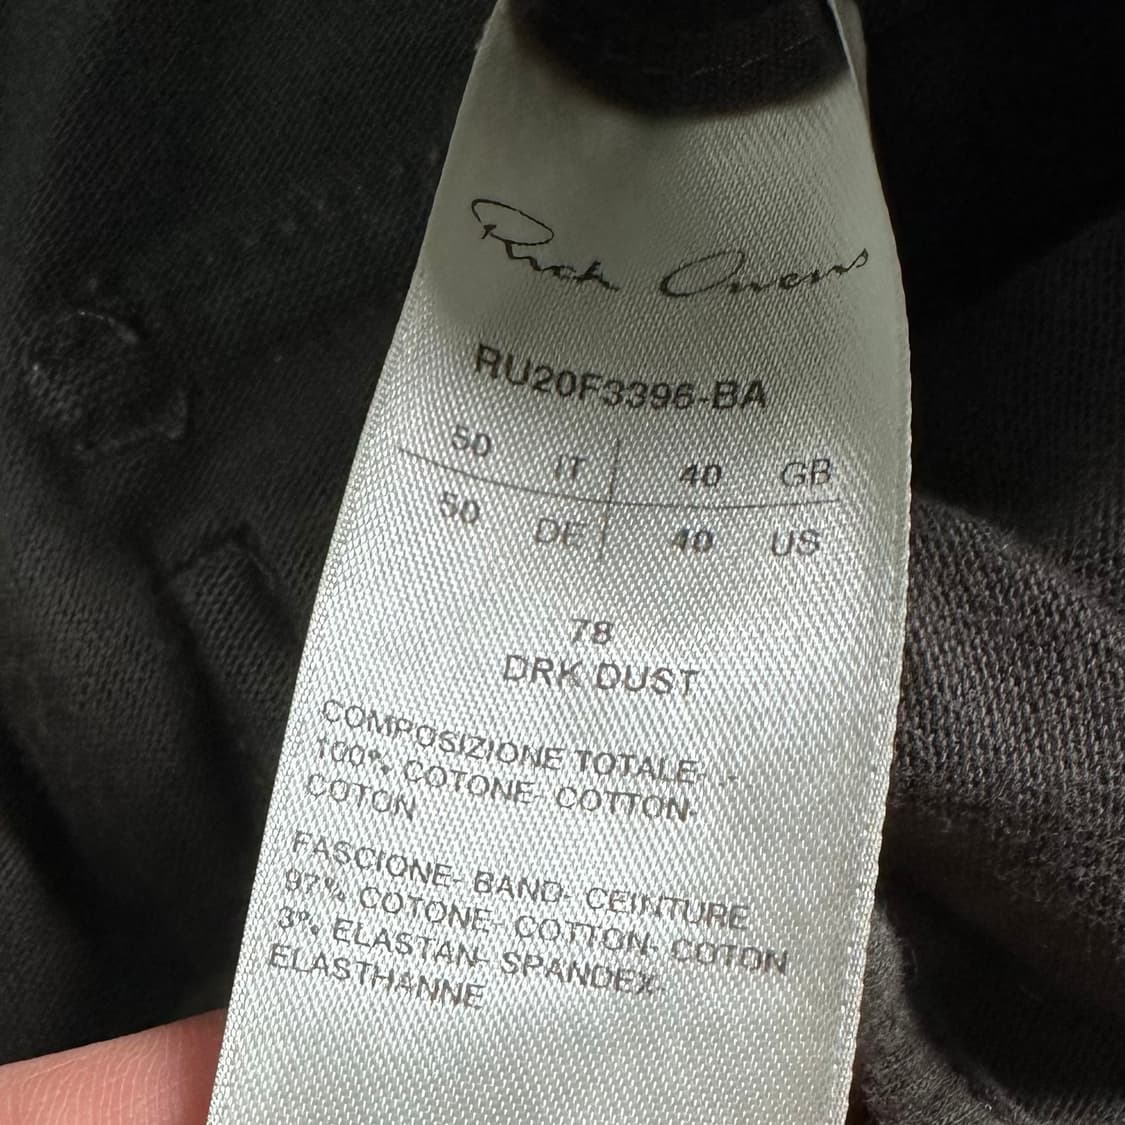 Rick Owens
RU20F3396-BA
50 IT 40 GB
50 DE 40 US
78
DRK DUST
COMPOSIZIONE TOTALE- -
100% COTONE- COTTON-
COTON
FASCIONE- BAND- CEINTURE
97% COTONE- COTTON- COTON
3% ELASTAN- SPANDEX-
ELASTHANNE